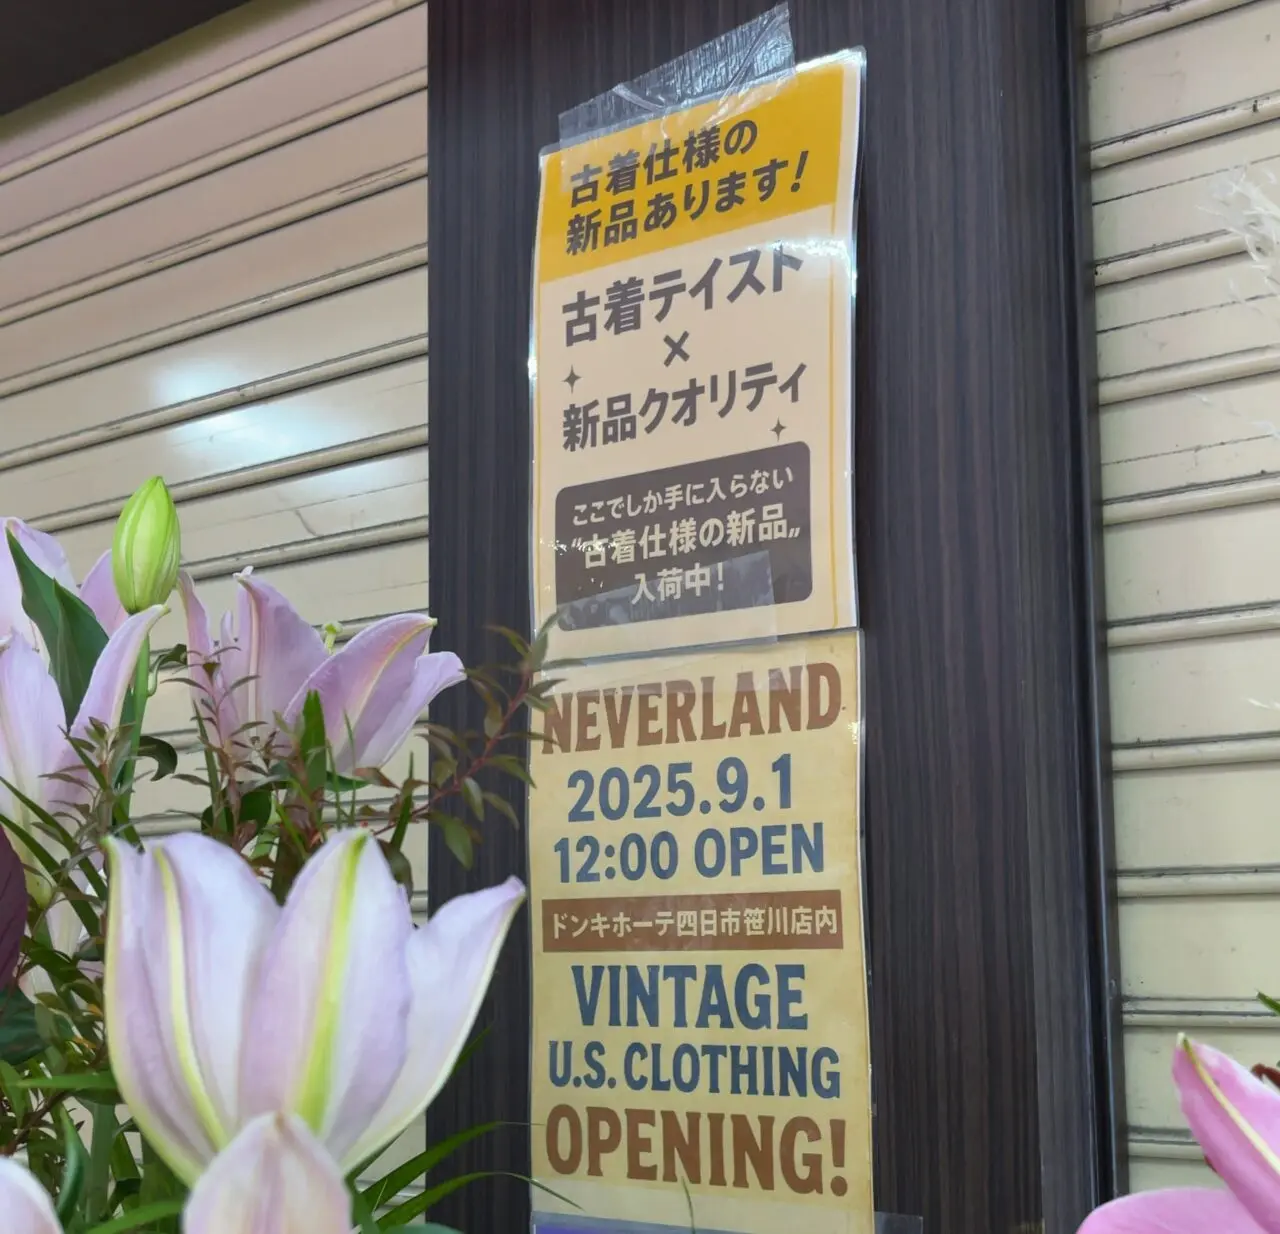 古着仕様の
新品あります!
古着テイスト
×
新品クオリティ
ここでしか手に入らない
“古着仕様の新品„
入荷中!
NEVERLAND
2025.9.1
12:00 OPEN
ドンキホーテ四日市笹川店内
VINTAGE
U.S. CLOTHING
OPENING!